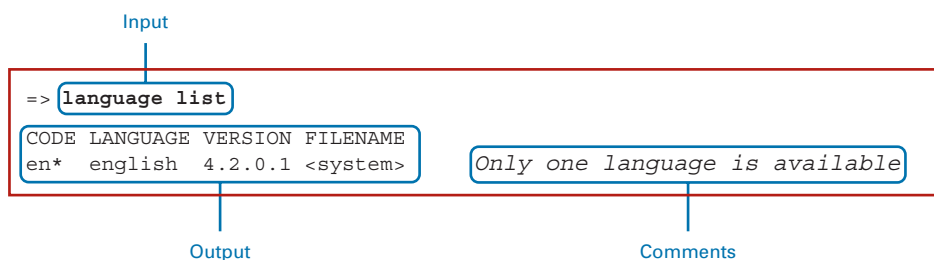 Input
=> language list
CODE LANGUAGE VERSION FILENAME
en* english 4.2.0.1 <system>
Only one language is available
Output
Comments